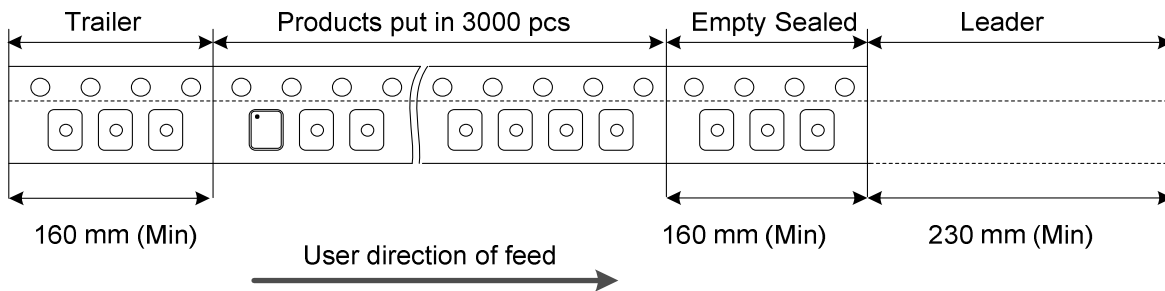 Trailer
Products put in 3000 pcs
Empty Sealed
Leader
160 mm (Min)
160 mm (Min)
230 mm (Min)
User direction of feed